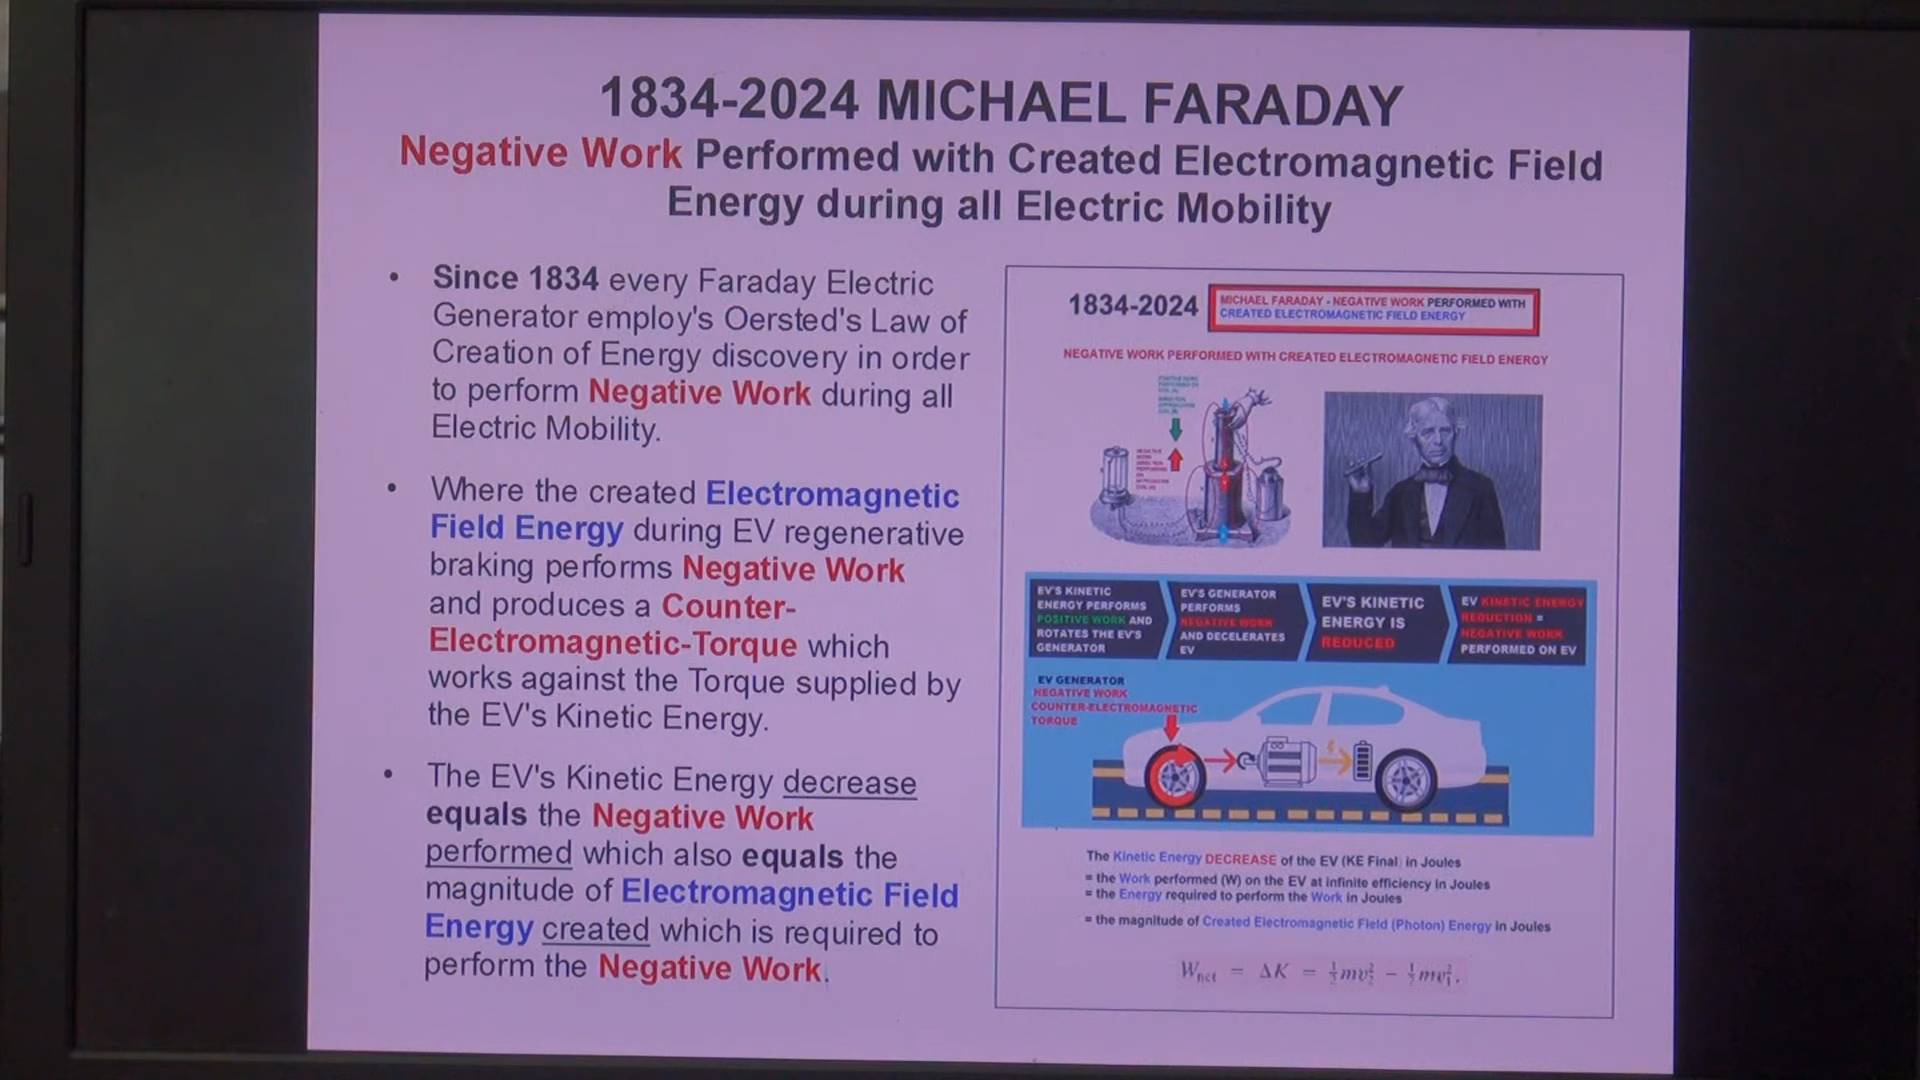 1834-2024 MICHAEL FARADAY
Negative Work Performed with Created Electromagnetic Field
Energy during all Electric Mobility
• Since 1834 every Faraday Electric
Generator employ's Oersted's Law of
Creation of Energy discovery in order
to perform Negative Work during all
Electric Mobility.
• Where the created Electromagnetic
Field Energy during EV regenerative
braking performs Negative Work
and produces a Counter-
Electromagnetic-Torque which
works against the Torque supplied by
the EV's Kinetic Energy.
• The EV's Kinetic Energy decrease
equals the Negative Work
performed which also equals the
magnitude of Electromagnetic Field
Energy created which is required to
perform the Negative Work.
1834-2024
MICHAEL FARADAY - NEGATIVE WORK PERFORMED WITH
CREATED ELECTROMAGNETIC FIELD ENERGY
NEGATIVE WORK PERFORMED WITH CREATED ELECTROMAGNETIC FIELD ENERGY
EV'S KINETIC
ENERGY PERFORMS
POSITIVE WORK AND
ROTATES THE EV'S
GENERATOR
EV'S GENERATOR
PERFORMS
NEGATIVE WORK
AND DECELERATES
EV
EV'S KINETIC
ENERGY IS
REDUCED
EV KINETIC ENERGY
REDUCTION =
NEGATIVE WORK
PERFORMED ON EV
EV GENERATOR
NEGATIVE WORK
COUNTER-ELECTROMAGNETIC
TORQUE
The Kinetic Energy DECREASE of the EV (KE Final) in Joules
= the Work performed (W) on the EV at infinite efficiency in Joules
= the Energy required to perform the Work in Joules
= the magnitude of Created Electromagnetic Field (Photon) Energy in Joules
Wnet = ΔK = ½mv₂² − ½mv₁².